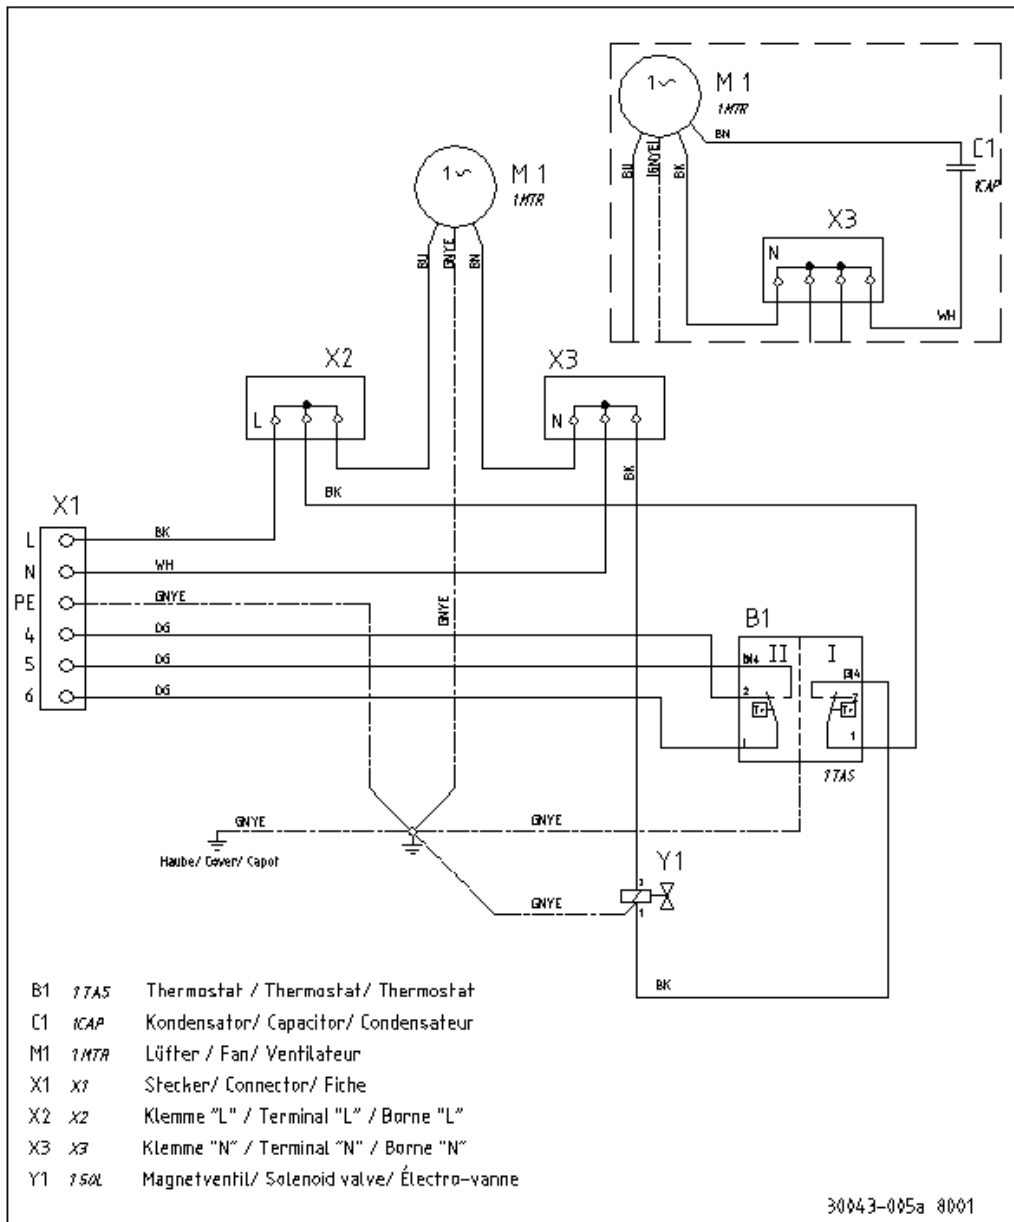 1~
M1
1MTR
BN
C1
1CAP
BU
GNYE
BK
X3
N
WH
1~
M1
1MTR
BU
GNYE
BN
X2
X3
L
N
BK
BK
X1
L
BK
N
WH
PE
GNYE
GNYE
4
DG
5
DG
6
DG
B1
II
I
2
1
1
1TAS
GNYE
GNYE
Haube/ Cover/ Capot
Y1
1
GNYE
BK
B1 1TAS Thermostat / Thermostat/ Thermostat
C1 1CAP Kondensator/ Capacitor/ Condensateur
M1 1MTR Lüfter / Fan/ Ventilateur
X1 X1 Stecker/ Connector/ Fiche
X2 X2 Klemme "L" / Terminal "L" / Borne "L"
X3 X3 Klemme "N" / Terminal "N" / Borne "N"
Y1 1SOL Magnetventil/ Solenoid valve/ Électro-vanne
30043-005a 8001